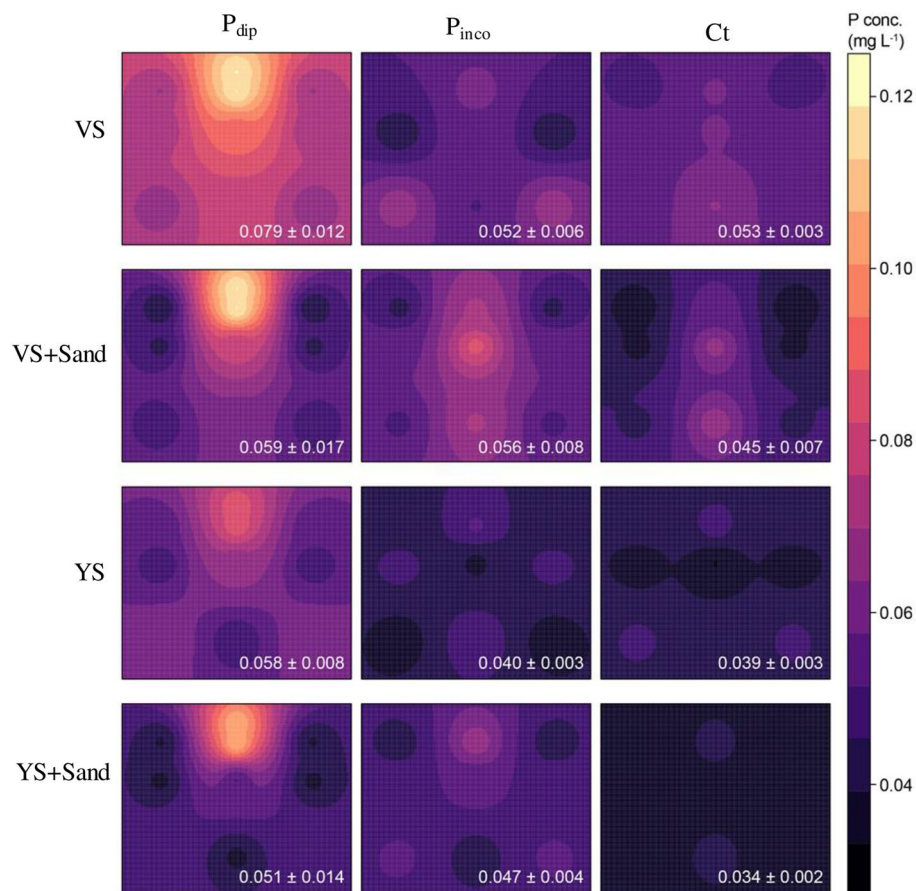 P_dip P_inco Ct
P conc.
(mg L⁻¹)
0.12
VS
0.079 ± 0.012 0.052 ± 0.006 0.053 ± 0.003
0.10
VS+Sand
0.059 ± 0.017 0.056 ± 0.008 0.045 ± 0.007
0.08
YS
0.06
0.058 ± 0.008 0.040 ± 0.003 0.039 ± 0.003
YS+Sand
0.04
0.051 ± 0.014 0.047 ± 0.004 0.034 ± 0.002